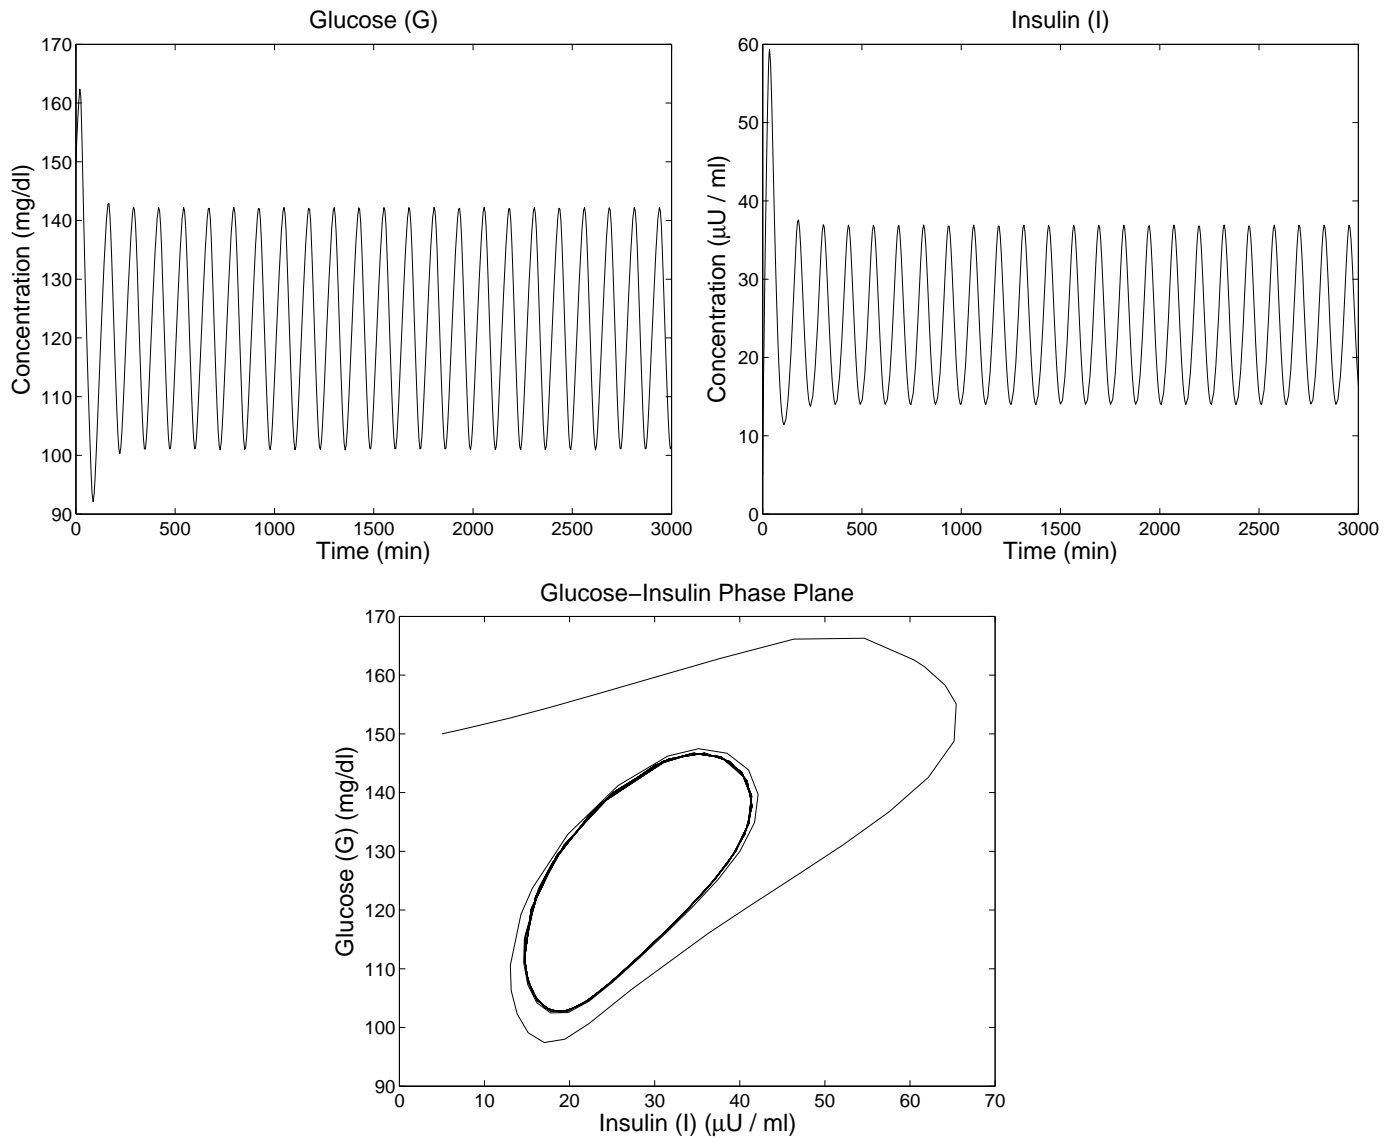 Glucose (G)
170
160
150
140
130
120
110
100
90
Concentration (mg/dl)
0 500 1000 1500 2000 2500 3000
Time (min)
Insulin (I)
60
50
40
30
20
10
0
Concentration (μU / ml)
0 500 1000 1500 2000 2500 3000
Time (min)
Glucose−Insulin Phase Plane
170
160
150
140
130
120
110
100
90
Glucose (G) (mg/dl)
0 10 20 30 40 50 60 70
Insulin (I) (μU / ml)